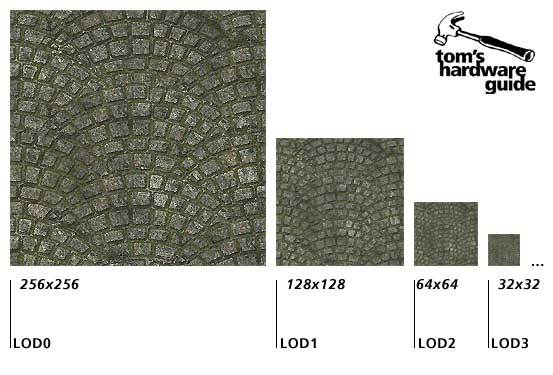 tom's
hardware
guide
256x256
128x128
64x64
32x32
...
LOD0
LOD1
LOD2
LOD3